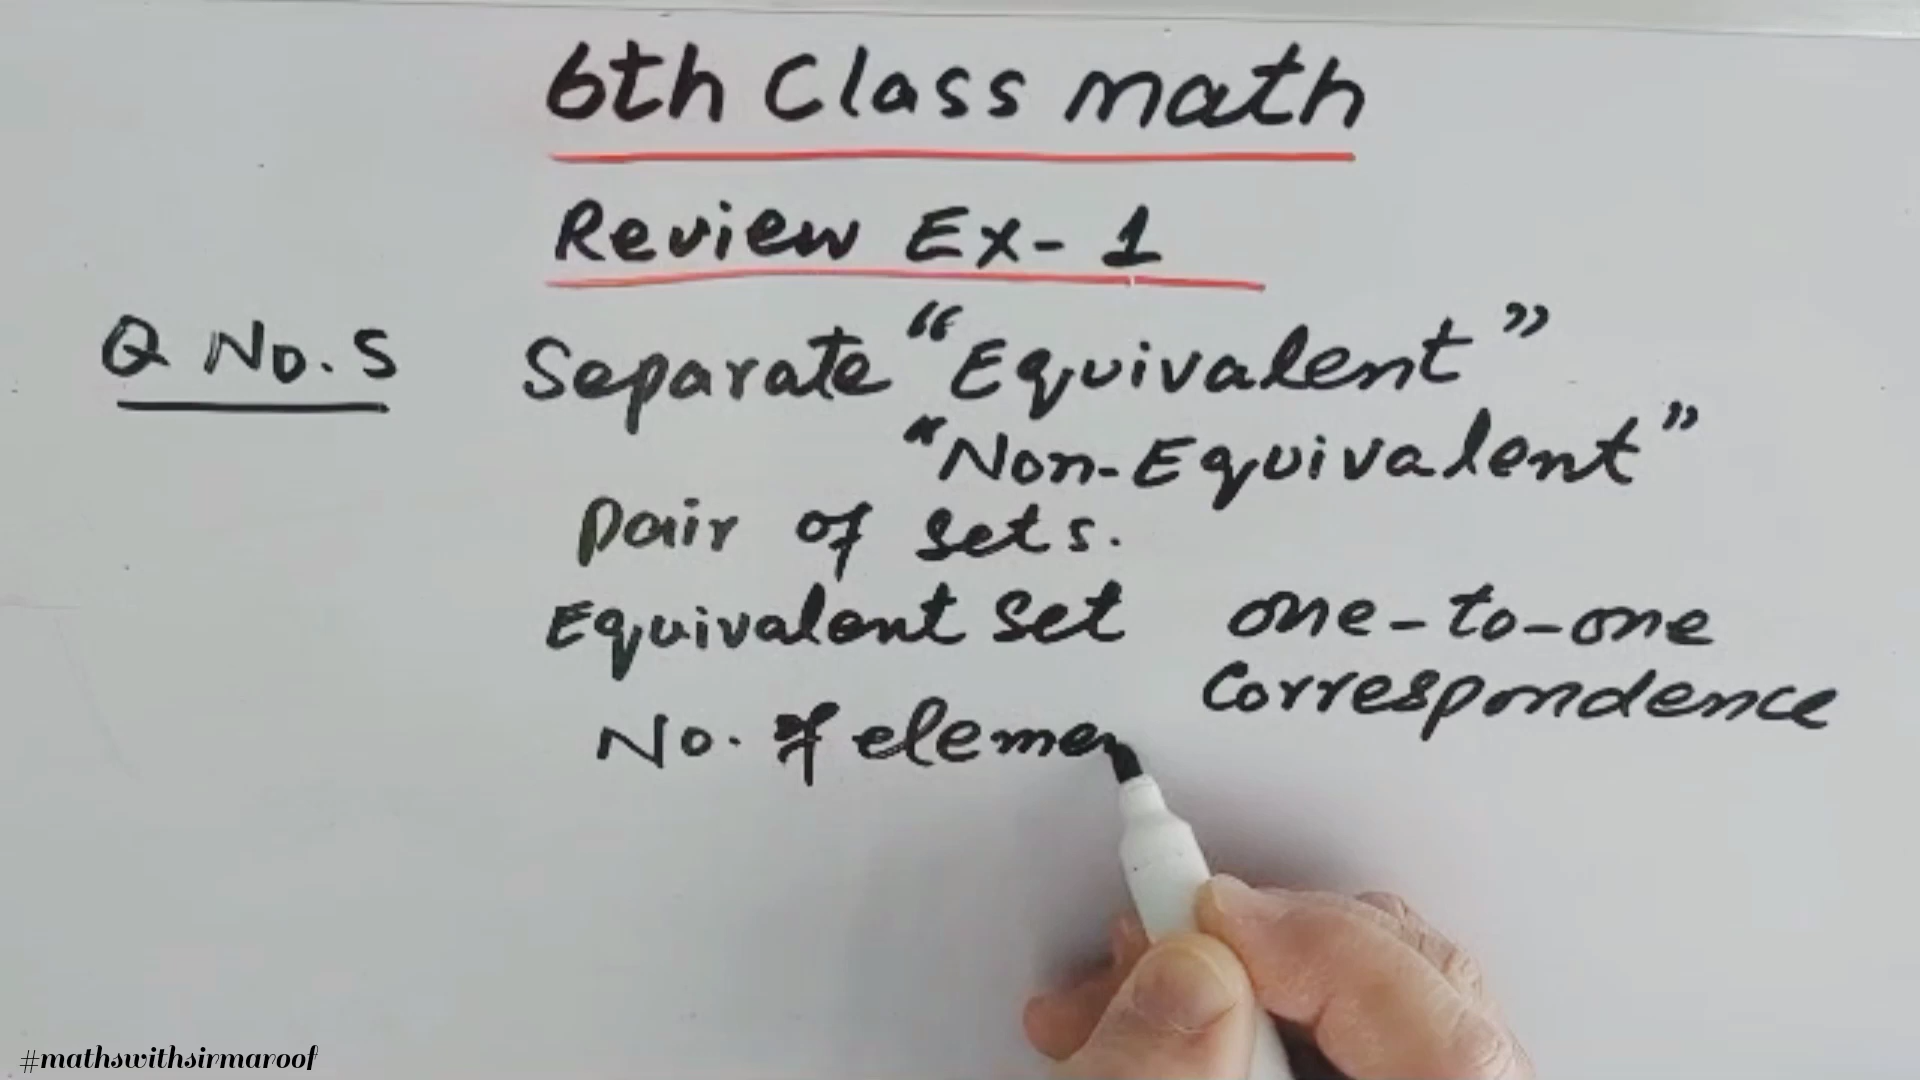 6th Class math
Review Ex-1
Q No. 5 Separate "Equivalent"
"Non-Equivalent"
Pair of sets.
Equivalent Set one-to-one
Correspondence
No. of elemen
#mathswithsirmaroof